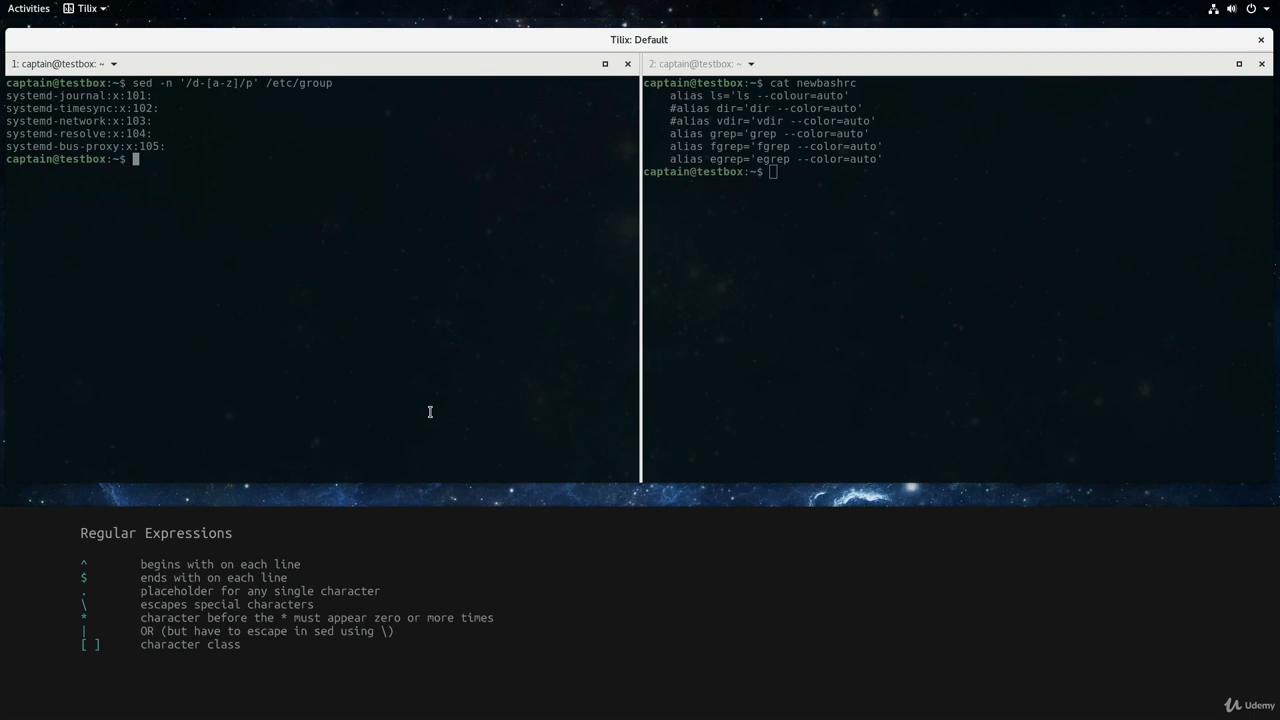 Activities Tilix
Tilix: Default
1: captain@testbox: ~
captain@testbox:~$ sed -n '/d-[a-z]/p' /etc/group
systemd-journal:x:101:
systemd-timesync:x:102:
systemd-network:x:103:
systemd-resolve:x:104:
systemd-bus-proxy:x:105:
captain@testbox:~$
2: captain@testbox: ~
captain@testbox:~$ cat newbashrc
    alias ls='ls --colour=auto'
    #alias dir='dir --color=auto'
    #alias vdir='vdir --color=auto'
    alias grep='grep --color=auto'
    alias fgrep='fgrep --color=auto'
    alias egrep='egrep --color=auto'
captain@testbox:~$
Regular Expressions
^ begins with on each line
$ ends with on each line
. placeholder for any single character
\ escapes special characters
* character before the * must appear zero or more times
| OR (but have to escape in sed using \)
[ ] character class
Udemy